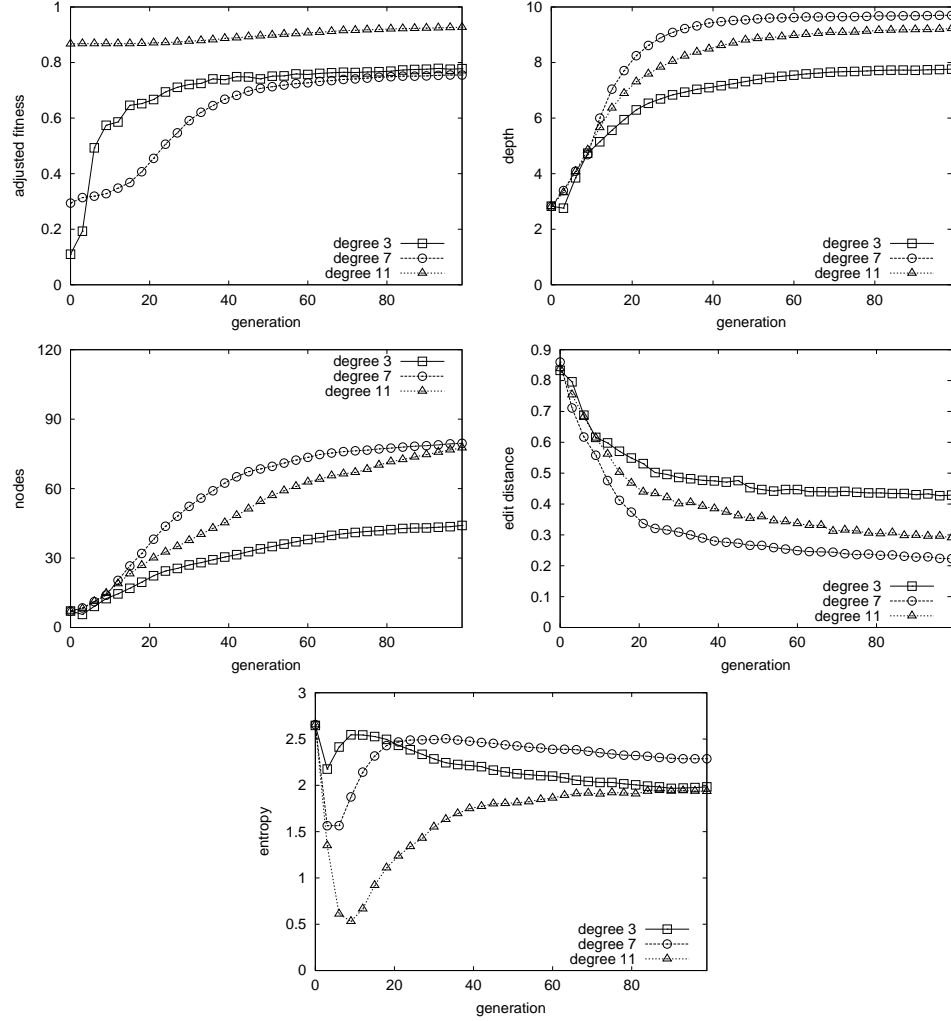 1
0.8
0.6
0.4
0.2
0
adjusted fitness
degree 3
degree 7
degree 11
0 20 40 60 80
generation
10
8
6
4
2
0
depth
degree 3
degree 7
degree 11
0 20 40 60 80
generation
120
90
60
30
0
nodes
degree 3
degree 7
degree 11
0 20 40 60 80
generation
0.9
0.8
0.7
0.6
0.5
0.4
0.3
0.2
0.1
0
edit distance
degree 3
degree 7
degree 11
0 20 40 60 80
generation
3
2.5
2
1.5
1
0.5
0
entropy
degree 3
degree 7
degree 11
0 20 40 60 80
generation